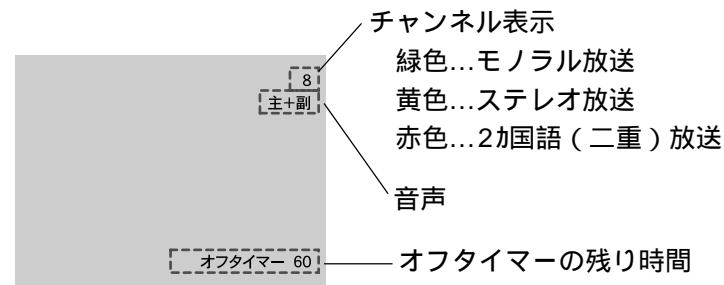 チャンネル表示
緑色…モノラル放送
黄色…ステレオ放送
赤色…2カ国語(二重)放送
8
主+副
音声
オフタイマー 60
オフタイマーの残り時間